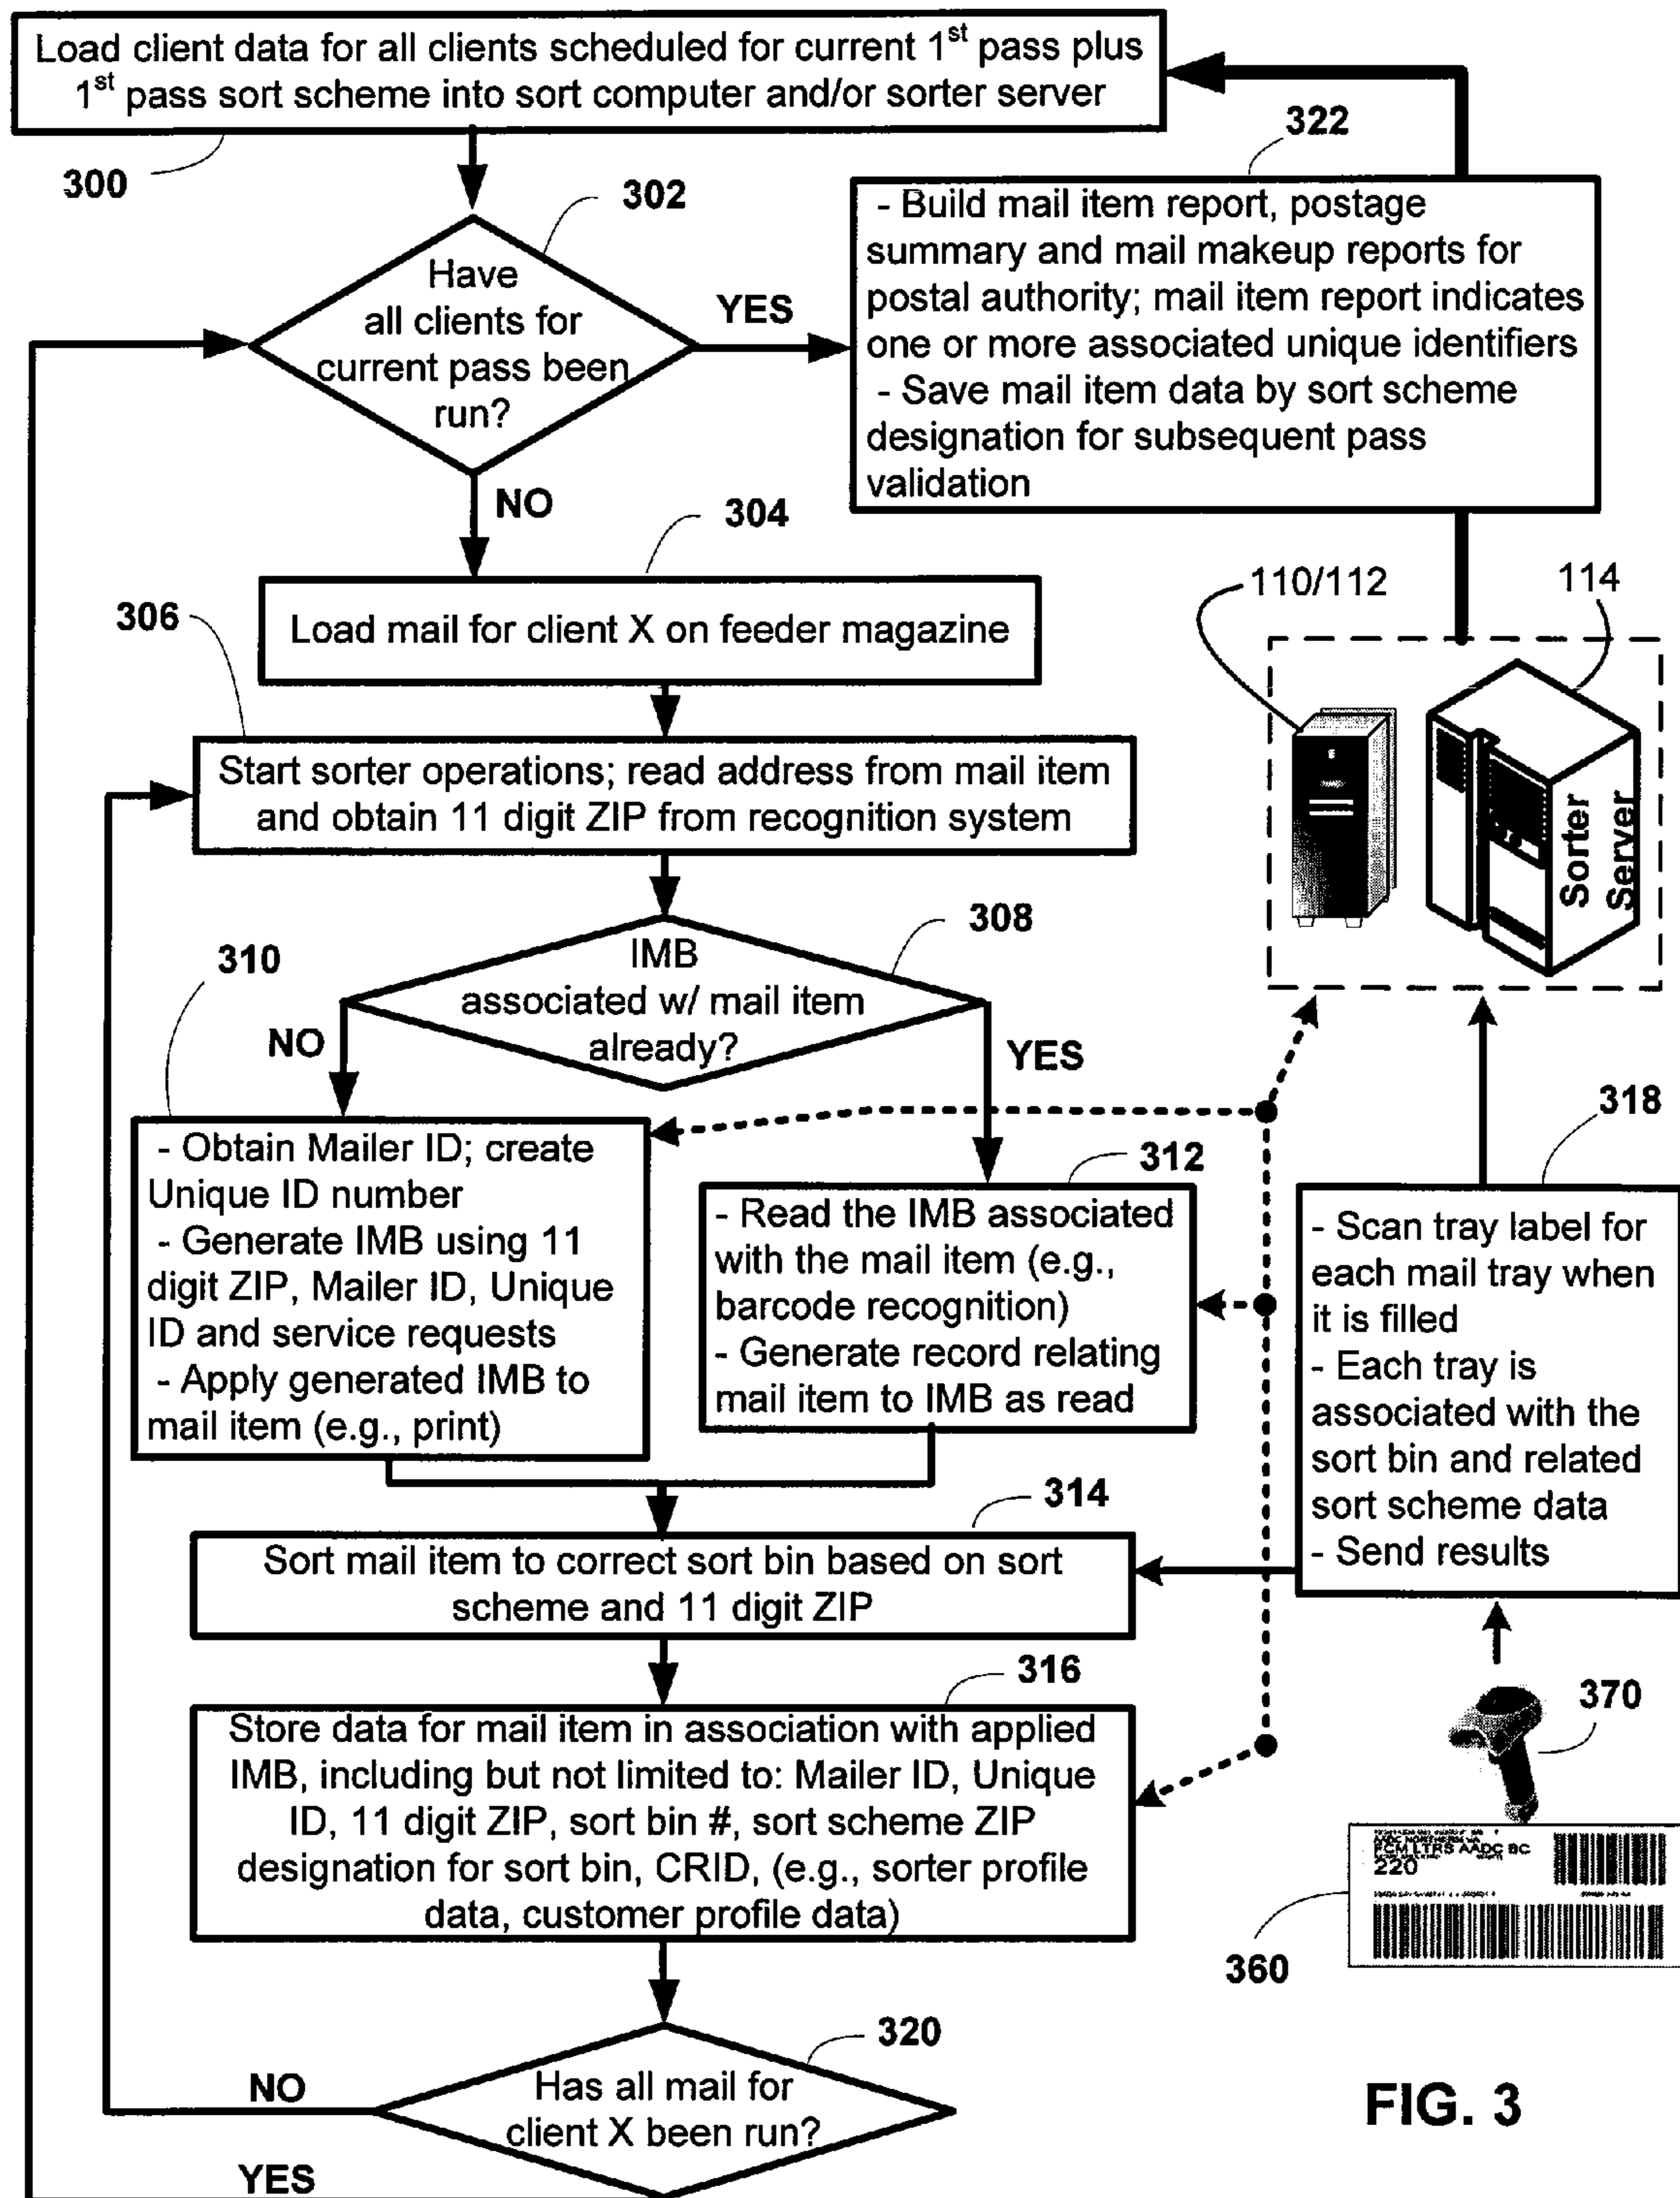 Load client data for all clients scheduled for current 1st pass plus
1st pass sort scheme into sort computer and/or sorter server
300
302
Have
all clients for
current pass been
run?
YES
NO
322
- Build mail item report, postage
summary and mail makeup reports for
postal authority; mail item report indicates
one or more associated unique identifiers
- Save mail item data by sort scheme
designation for subsequent pass
validation
304
Load mail for client X on feeder magazine
306
Start sorter operations; read address from mail item
and obtain 11 digit ZIP from recognition system
110/112
114
Sorter
Server
308
IMB
associated w/ mail item
already?
NO
YES
310
- Obtain Mailer ID; create
Unique ID number
- Generate IMB using 11
digit ZIP, Mailer ID, Unique
ID and service requests
- Apply generated IMB to
mail item (e.g., print)
312
- Read the IMB associated
with the mail item (e.g.,
barcode recognition)
- Generate record relating
mail item to IMB as read
318
- Scan tray label for
each mail tray when
it is filled
- Each tray is
associated with the
sort bin and related
sort scheme data
- Send results
314
Sort mail item to correct sort bin based on sort
scheme and 11 digit ZIP
316
Store data for mail item in association with applied
IMB, including but not limited to: Mailer ID, Unique
ID, 11 digit ZIP, sort bin #, sort scheme ZIP
designation for sort bin, CRID, (e.g., sorter profile
data, customer profile data)
370
AADC NORTHERN VA
FCM LTRS AADC BC
220
360
320
Has all mail for
client X been run?
NO
YES
FIG. 3